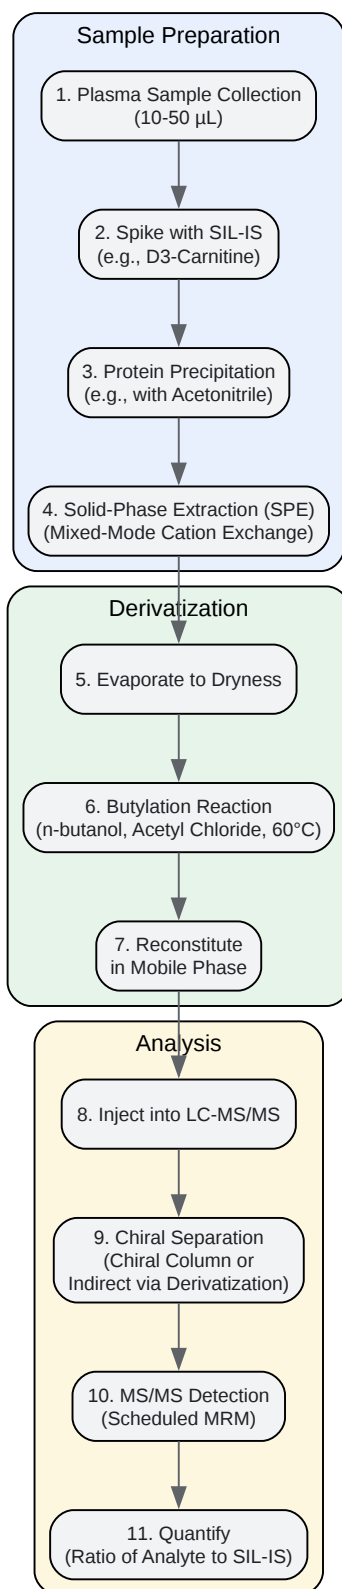 Sample Preparation
1. Plasma Sample Collection
(10-50 µL)
2. Spike with SIL-IS
(e.g., D3-Carnitine)
3. Protein Precipitation
(e.g., with Acetonitrile)
4. Solid-Phase Extraction (SPE)
(Mixed-Mode Cation Exchange)
Derivatization
5. Evaporate to Dryness
6. Butylation Reaction
(n-butanol, Acetyl Chloride, 60°C)
7. Reconstitute
in Mobile Phase
Analysis
8. Inject into LC-MS/MS
9. Chiral Separation
(Chiral Column or
Indirect via Derivatization)
10. MS/MS Detection
(Scheduled MRM)
11. Quantify
(Ratio of Analyte to SIL-IS)